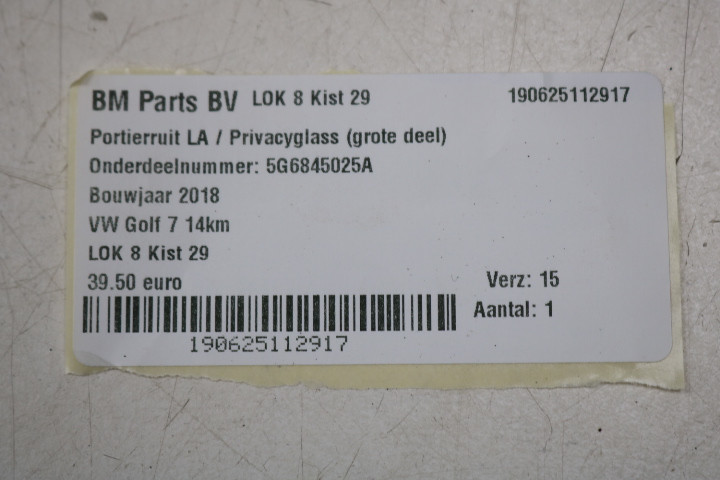 BM Parts BV LOK 8 Kist 29 190625112917
Portierruit LA / Privacyglass (grote deel)
Onderdeelnummer: 5G6845025A
Bouwjaar 2018
VW Golf 7 14km
LOK 8 Kist 29
39.50 euro Verz: 15
Aantal: 1
190625112917